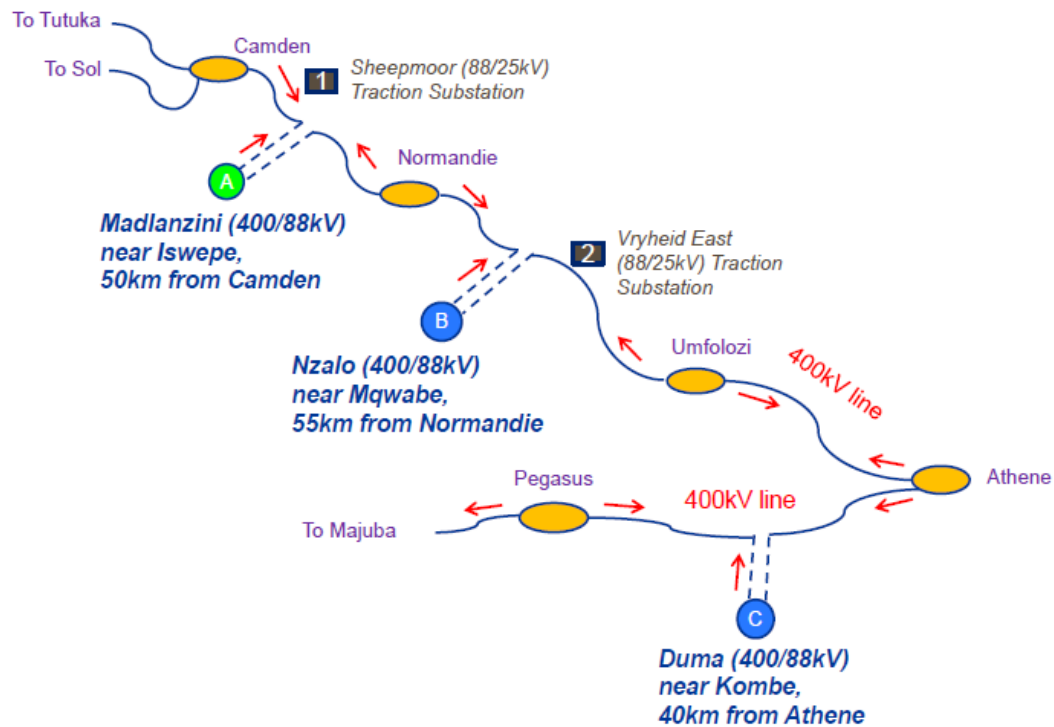 To Tutuka
Camden
To Sol
1
Sheepmoor (88/25kV)
Traction Substation
Normandie
A
Madlanzini (400/88kV)
near Iswepe,
50km from Camden
2
Vryheid East
(88/25kV) Traction
Substation
B
Nzalo (400/88kV)
near Mqwabe,
55km from Normandie
Umfolozi
400kV line
Pegasus
Athene
400kV line
To Majuba
C
Duma (400/88kV)
near Kombe,
40km from Athene